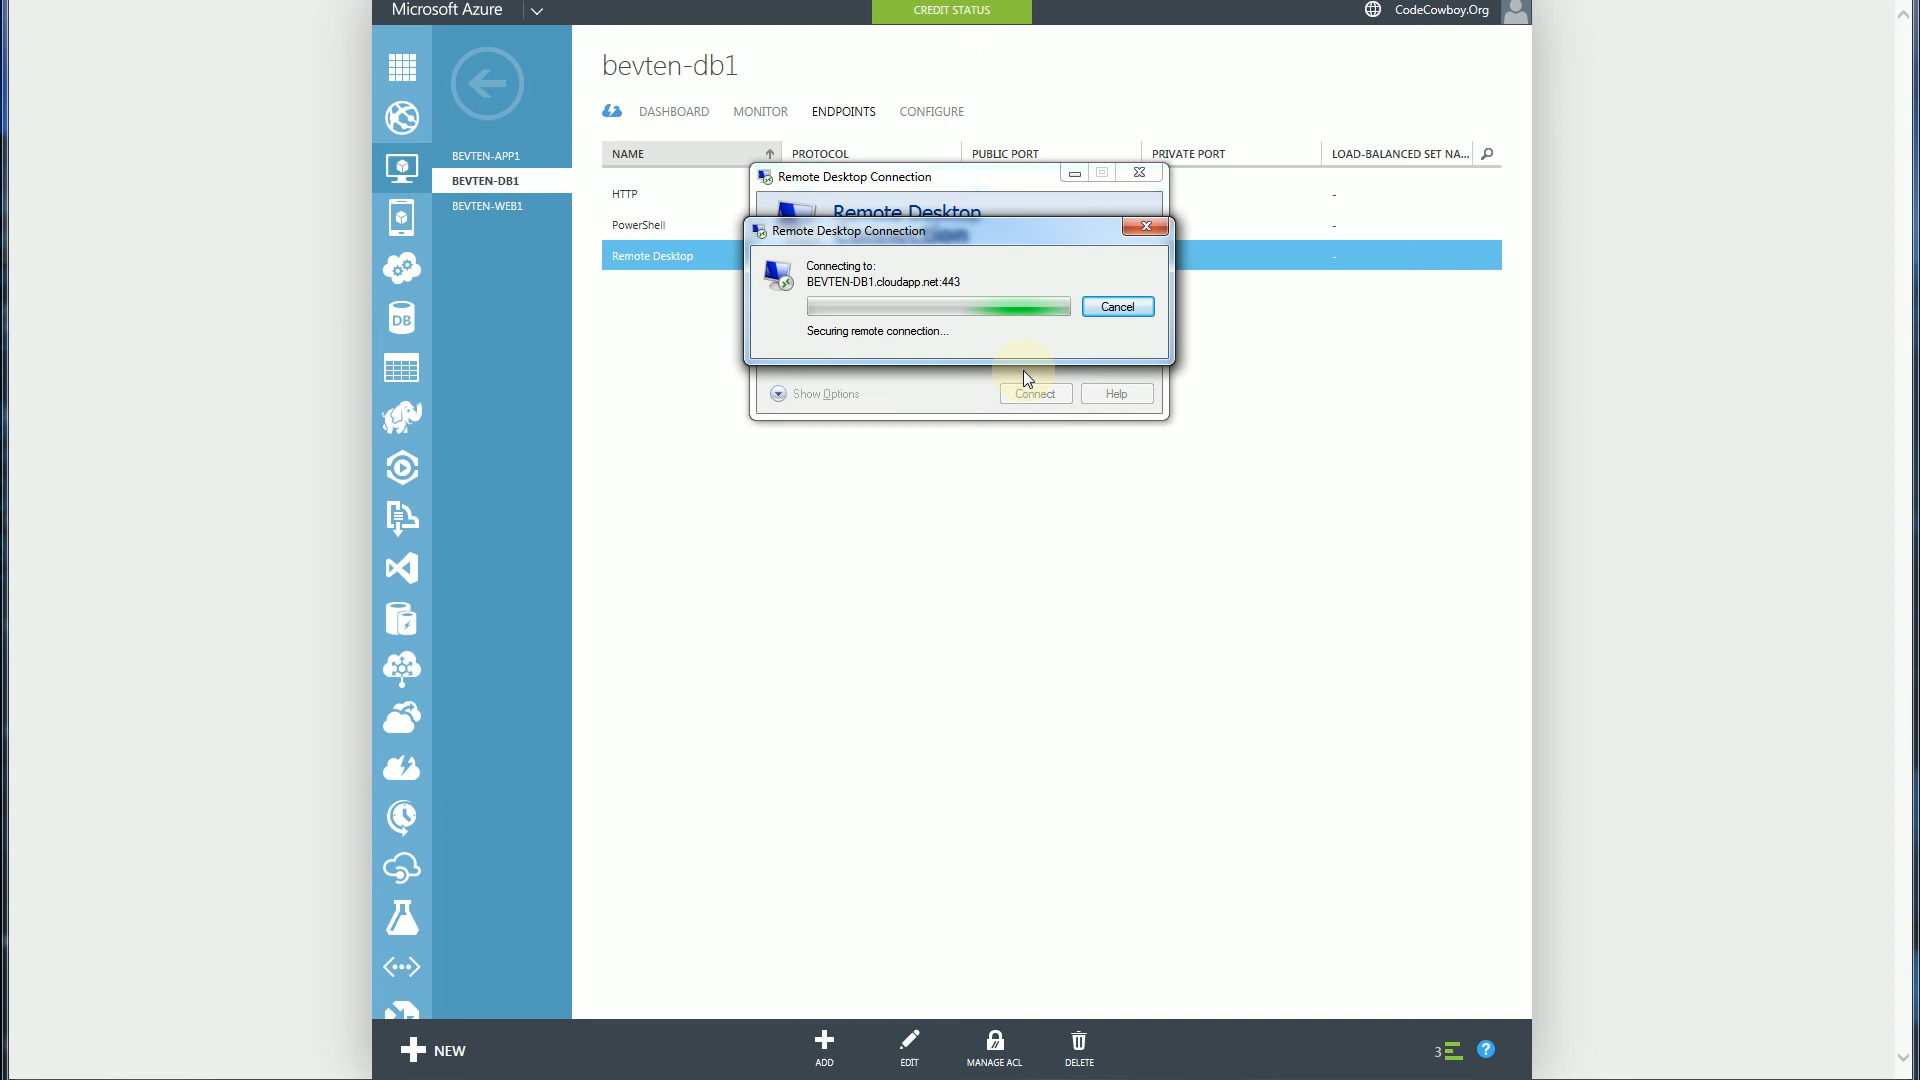 Microsoft Azure
CREDIT STATUS
CodeCowboy.Org
bevten-db1
DASHBOARD MONITOR ENDPOINTS CONFIGURE
BEVTEN-APP1
BEVTEN-DB1
BEVTEN-WEB1
NAME PROTOCOL PUBLIC PORT PRIVATE PORT LOAD-BALANCED SET NA...
HTTP -
PowerShell -
Remote Desktop -
Remote Desktop Connection
Remote Desktop
Remote Desktop Connection
Connecting to:
BEVTEN-DB1.cloudapp.net:443
Cancel
Securing remote connection...
Show Options Connect Help
DB
NEW
ADD EDIT MANAGE ACL DELETE
3 ?